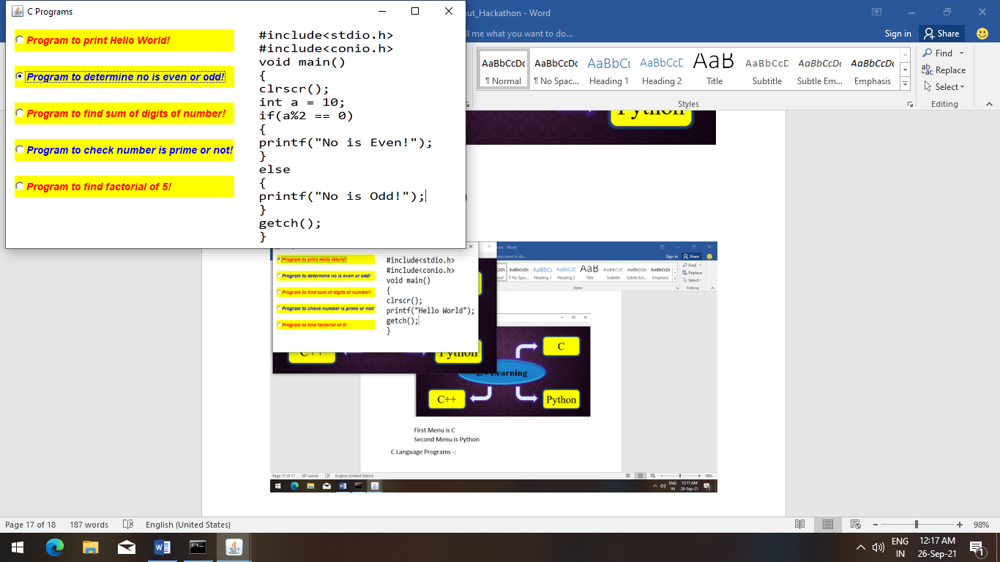 C Programs
Program to print Hello World!
Program to determine no is even or odd!
Program to find sum of digits of number!
Program to check number is prime or not!
Program to find factorial of 5!
#include<stdio.h>
#include<conio.h>
void main()
{
clrscr();
int a = 10;
if(a%2 == 0)
{
printf("No is Even!");
}
else
{
printf("No is Odd!");
}
getch();
}
out_Hackathon - Word
ll me what you want to do...
Sign in
Share
AaBbCcDc
AaBbCcDc
AaBbCc
AaBbCcD
AaB
AaBbCcD
AaBbCcDc
AaBbCcDc
¶ Normal
¶ No Spac...
Heading 1
Heading 2
Title
Subtitle
Subtle Em...
Emphasis
Find
Replace
Select
Styles
Editing
Python
- Word
you want to do...
Sign in
Share
AaBbCcDc
AaBbCc
AaBbCcD
AaB
AaBbCcD
AaBbCcDc
AaBbCcDc
No Spac...
Heading 1
Heading 2
Title
Subtitle
Subtle Em...
Emphasis
Find
Replace
Select
Styles
Editing
Program to print Hello World!
Program to determine no is even or odd!
Program to find sum of digits of number!
Program to check number is prime or not!
Program to find factorial of 5!
#include<stdio.h>
#include<conio.h>
void main()
{
clrscr();
printf("Hello World");
getch();
}
C++
Python
C
E - Learning
C++
Python
First Menu is C
Second Menu is Python
C Language Programs -:
Page 17 of 17
187 words
English (United States)
98%
ENG
IN
12:17 AM
26-Sep-21
Page 17 of 18
187 words
English (United States)
98%
ENG
IN
12:17 AM
26-Sep-21
1